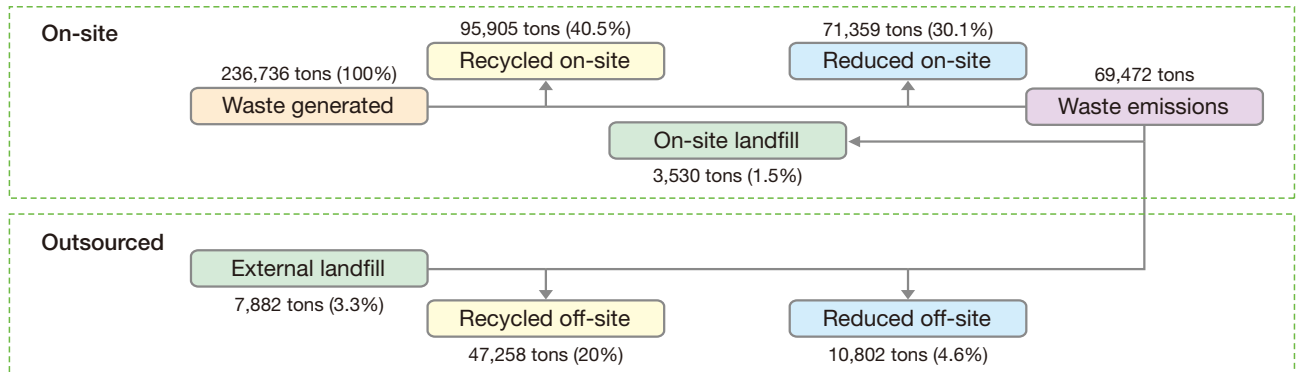 On-site
95,905 tons (40.5%)
71,359 tons (30.1%)
Recycled on-site
Reduced on-site
236,736 tons (100%)
69,472 tons
Waste generated
Waste emissions
On-site landfill
3,530 tons (1.5%)
Outsourced
External landfill
7,882 tons (3.3%)
Recycled off-site
Reduced off-site
47,258 tons (20%)
10,802 tons (4.6%)